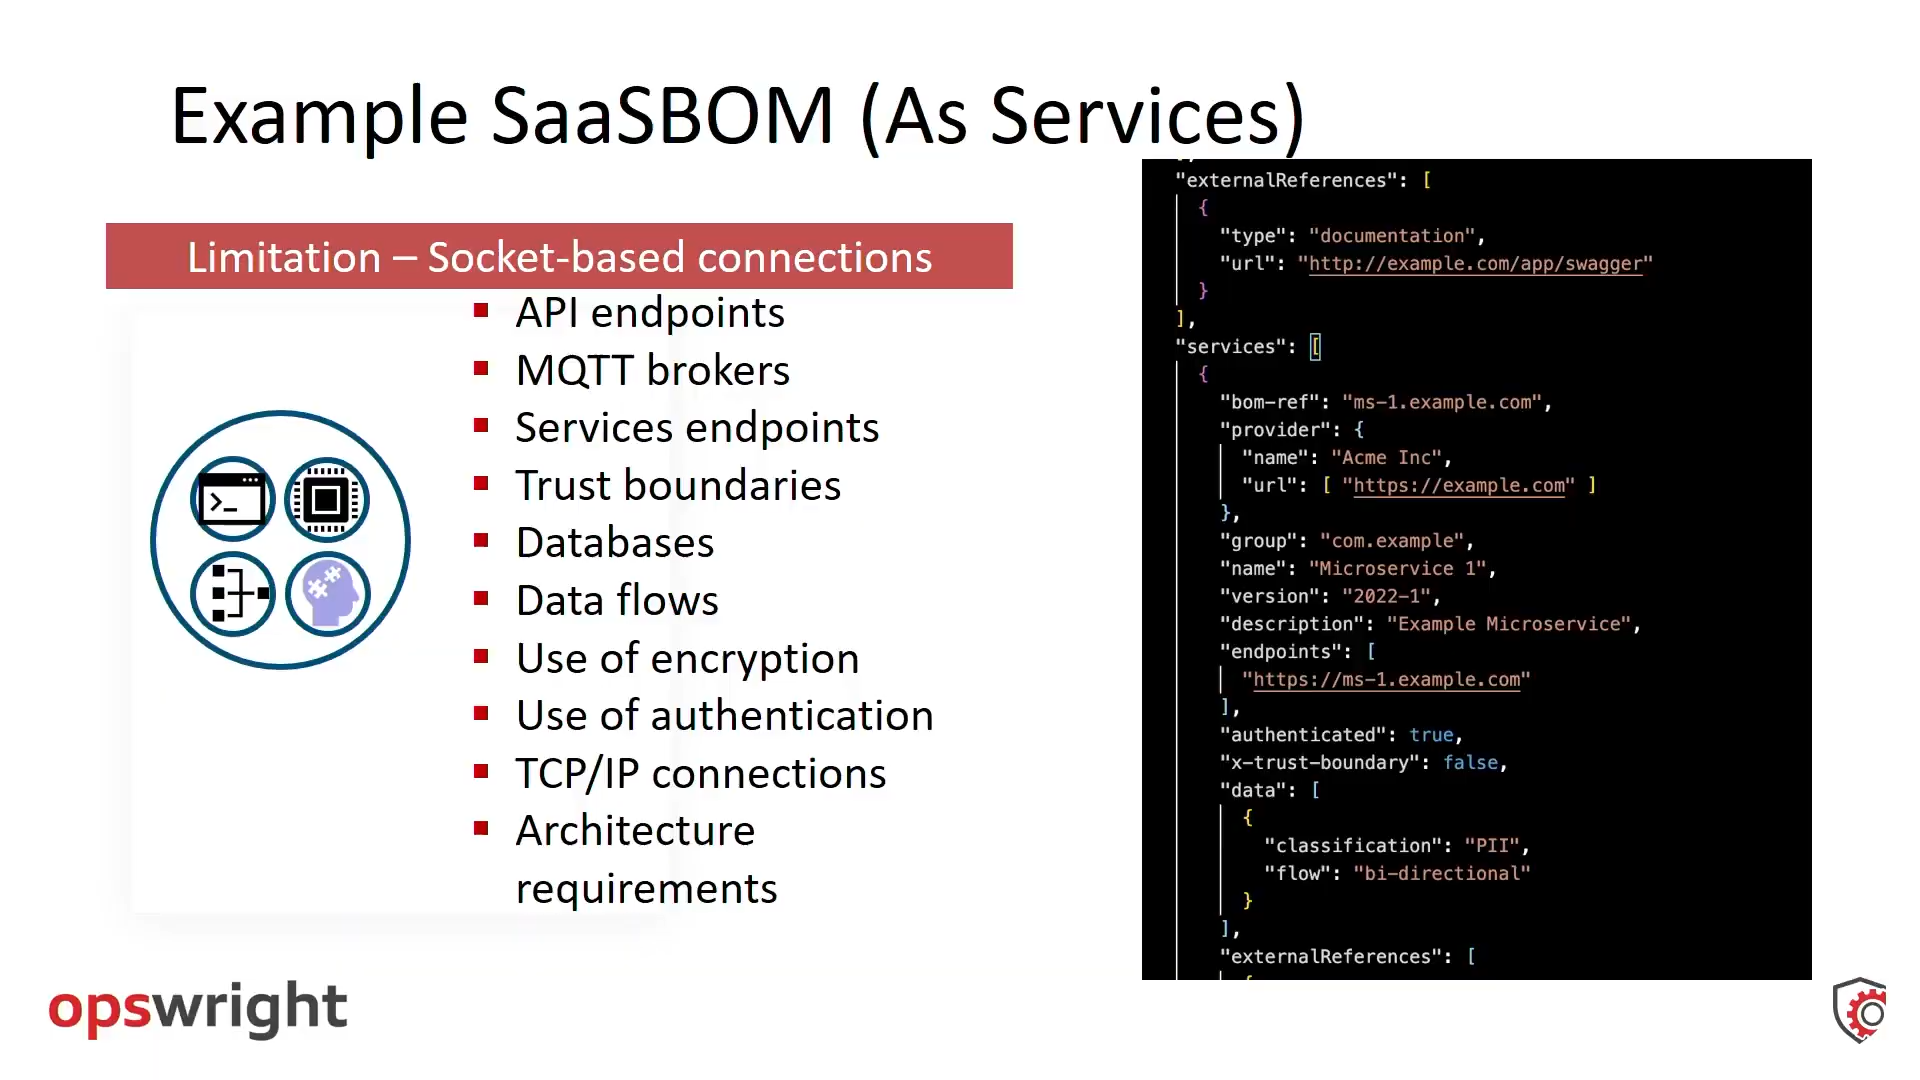 Example SaaSBOM (As Services)
Limitation – Socket-based connections
API endpoints
MQTT brokers
Services endpoints
Trust boundaries
Databases
Data flows
Use of encryption
Use of authentication
TCP/IP connections
Architecture
requirements
"externalReferences": [
{
"type": "documentation",
"url": "http://example.com/app/swagger"
}
],
"services": [
{
"bom-ref": "ms-1.example.com",
"provider": {
"name": "Acme Inc",
"url": [ "https://example.com" ]
},
"group": "com.example",
"name": "Microservice 1",
"version": "2022-1",
"description": "Example Microservice",
"endpoints": [
"https://ms-1.example.com"
],
"authenticated": true,
"x-trust-boundary": false,
"data": [
{
"classification": "PII",
"flow": "bi-directional"
}
],
"externalReferences": [
opswright